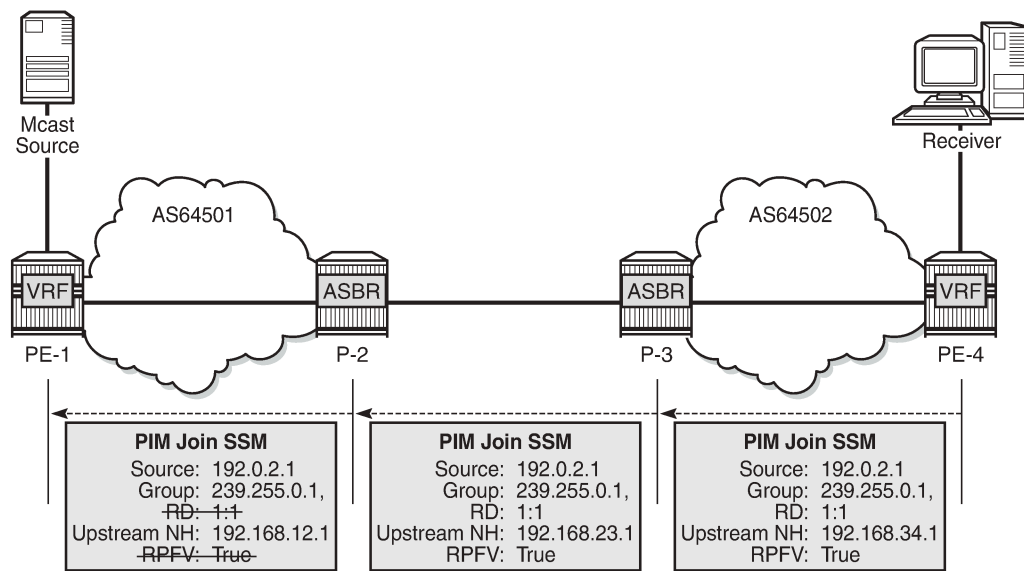 Mcast
Source
Receiver
AS64501
AS64502
VRF
ASBR
ASBR
VRF
PE-1
P-2
P-3
PE-4
PIM Join SSM
Source: 192.0.2.1
Group: 239.255.0.1,
RD: 1:1
Upstream NH: 192.168.12.1
RPFV: True
PIM Join SSM
Source: 192.0.2.1
Group: 239.255.0.1,
RD: 1:1
Upstream NH: 192.168.23.1
RPFV: True
PIM Join SSM
Source: 192.0.2.1
Group: 239.255.0.1,
RD: 1:1
Upstream NH: 192.168.34.1
RPFV: True